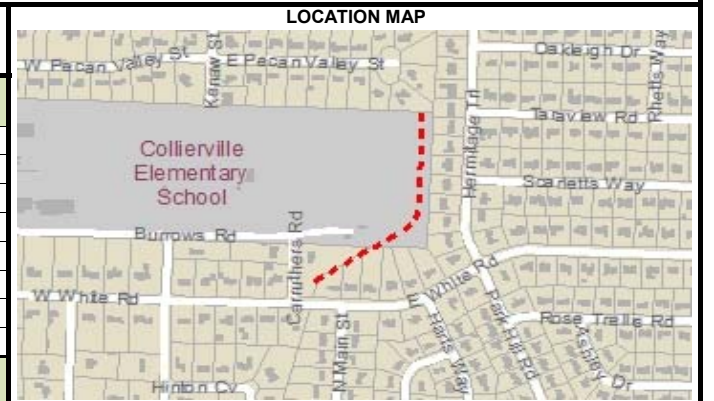 LOCATION MAP
Oakleigh Dr
W Pecan Valley St
E Pecan Valley St
Kenaw St
Rhetts Way
Taraview Rd
Hermitage Trl
Collierville
Elementary
School
Scarletts Way
Carruthers Rd
Burrows Rd
E White Rd
W White Rd
Park Hill Rd
Rose Trellis Rd
N Main St
Haris Way
Ashley Dr
Hinton Cv